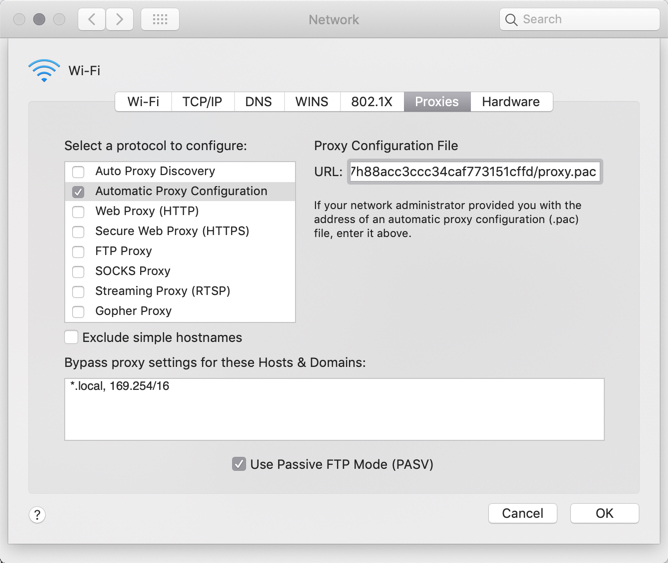 Network
Search
Wi-Fi
Wi-Fi
TCP/IP
DNS
WINS
802.1X
Proxies
Hardware
Select a protocol to configure:
Auto Proxy Discovery
Automatic Proxy Configuration
Web Proxy (HTTP)
Secure Web Proxy (HTTPS)
FTP Proxy
SOCKS Proxy
Streaming Proxy (RTSP)
Gopher Proxy
Proxy Configuration File
URL: 7h88acc3ccc34caf773151cffd/proxy.pac
If your network administrator provided you with the
address of an automatic proxy configuration (.pac)
file, enter it above.
Exclude simple hostnames
Bypass proxy settings for these Hosts & Domains:
*.local, 169.254/16
Use Passive FTP Mode (PASV)
?
Cancel
OK